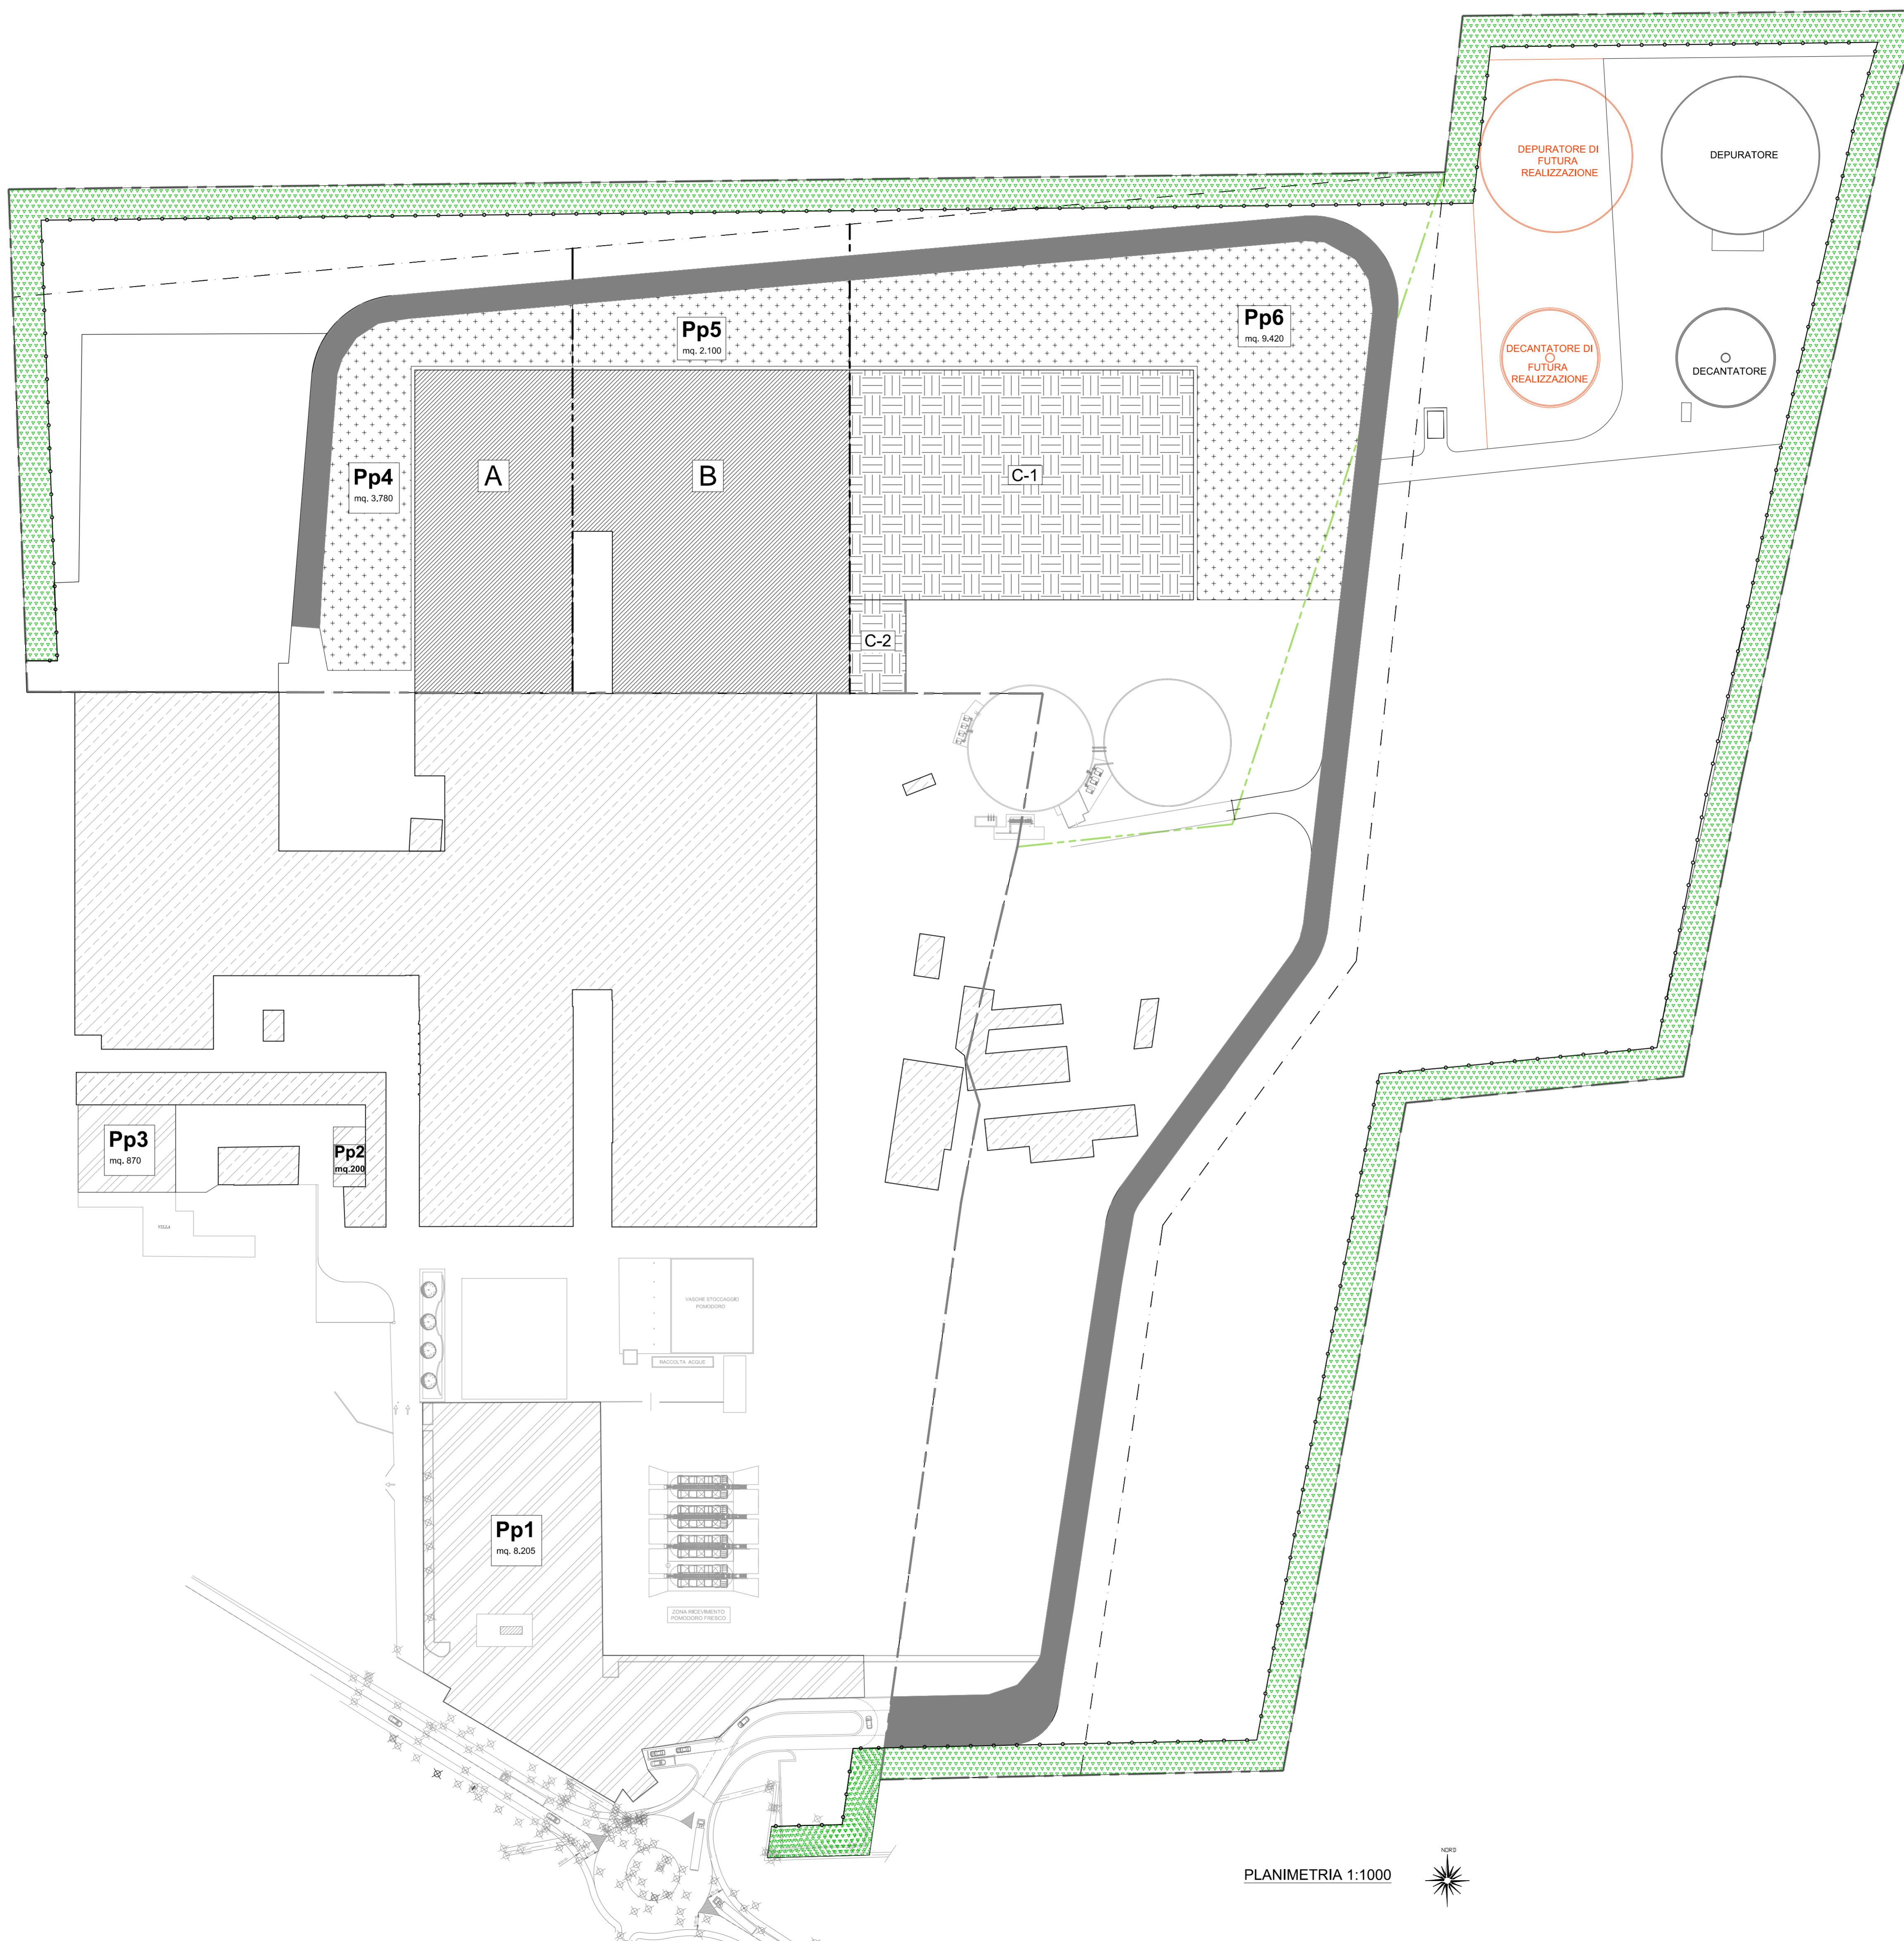 DEPURATORE DI
FUTURA
REALIZZAZIONE
DEPURATORE
Pp5
mq. 2.100
Pp6
mq. 9.420
DECANTATORE DI
FUTURA
REALIZZAZIONE
DECANTATORE
Pp4
mq. 3.780
A
B
C-1
C-2
Pp3
mq. 870
Pp2
mq.200
VASCHE STOCCAGGIO
POMODORO
RACCOLTA ACQUE
Pp1
mq. 8.205
ZONA RICEVIMENTO
POMODORO FRESCO
PLANIMETRIA 1:1000
NORD